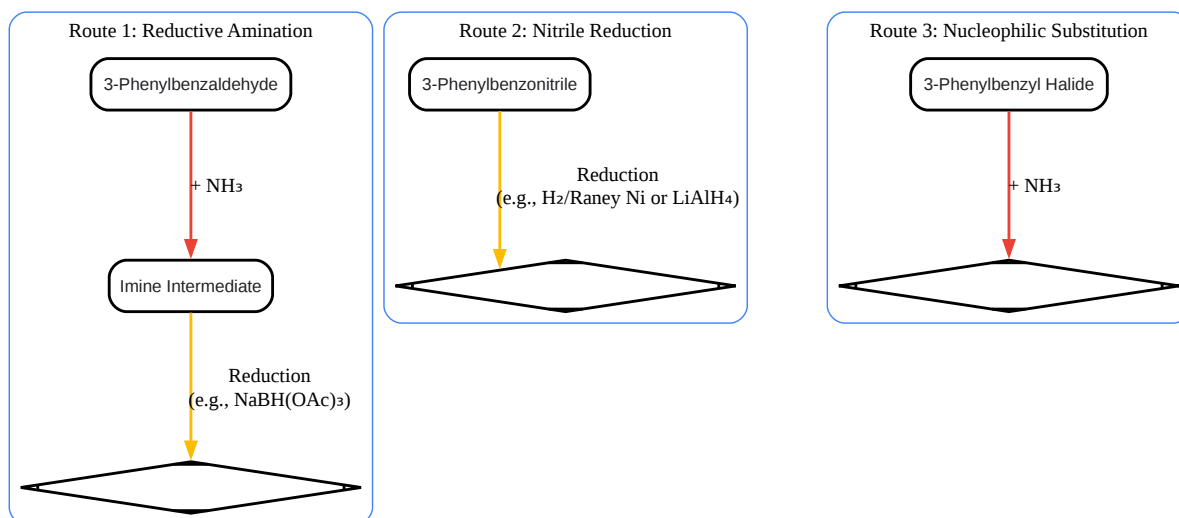 Route 1: Reductive Amination
3-Phenylbenzaldehyde
+ NH₃
Imine Intermediate
Reduction
(e.g., NaBH(OAc)₃)
Route 2: Nitrile Reduction
3-Phenylbenzonitrile
Reduction
(e.g., H₂/Raney Ni or LiAlH₄)
Route 3: Nucleophilic Substitution
3-Phenylbenzyl Halide
+ NH₃